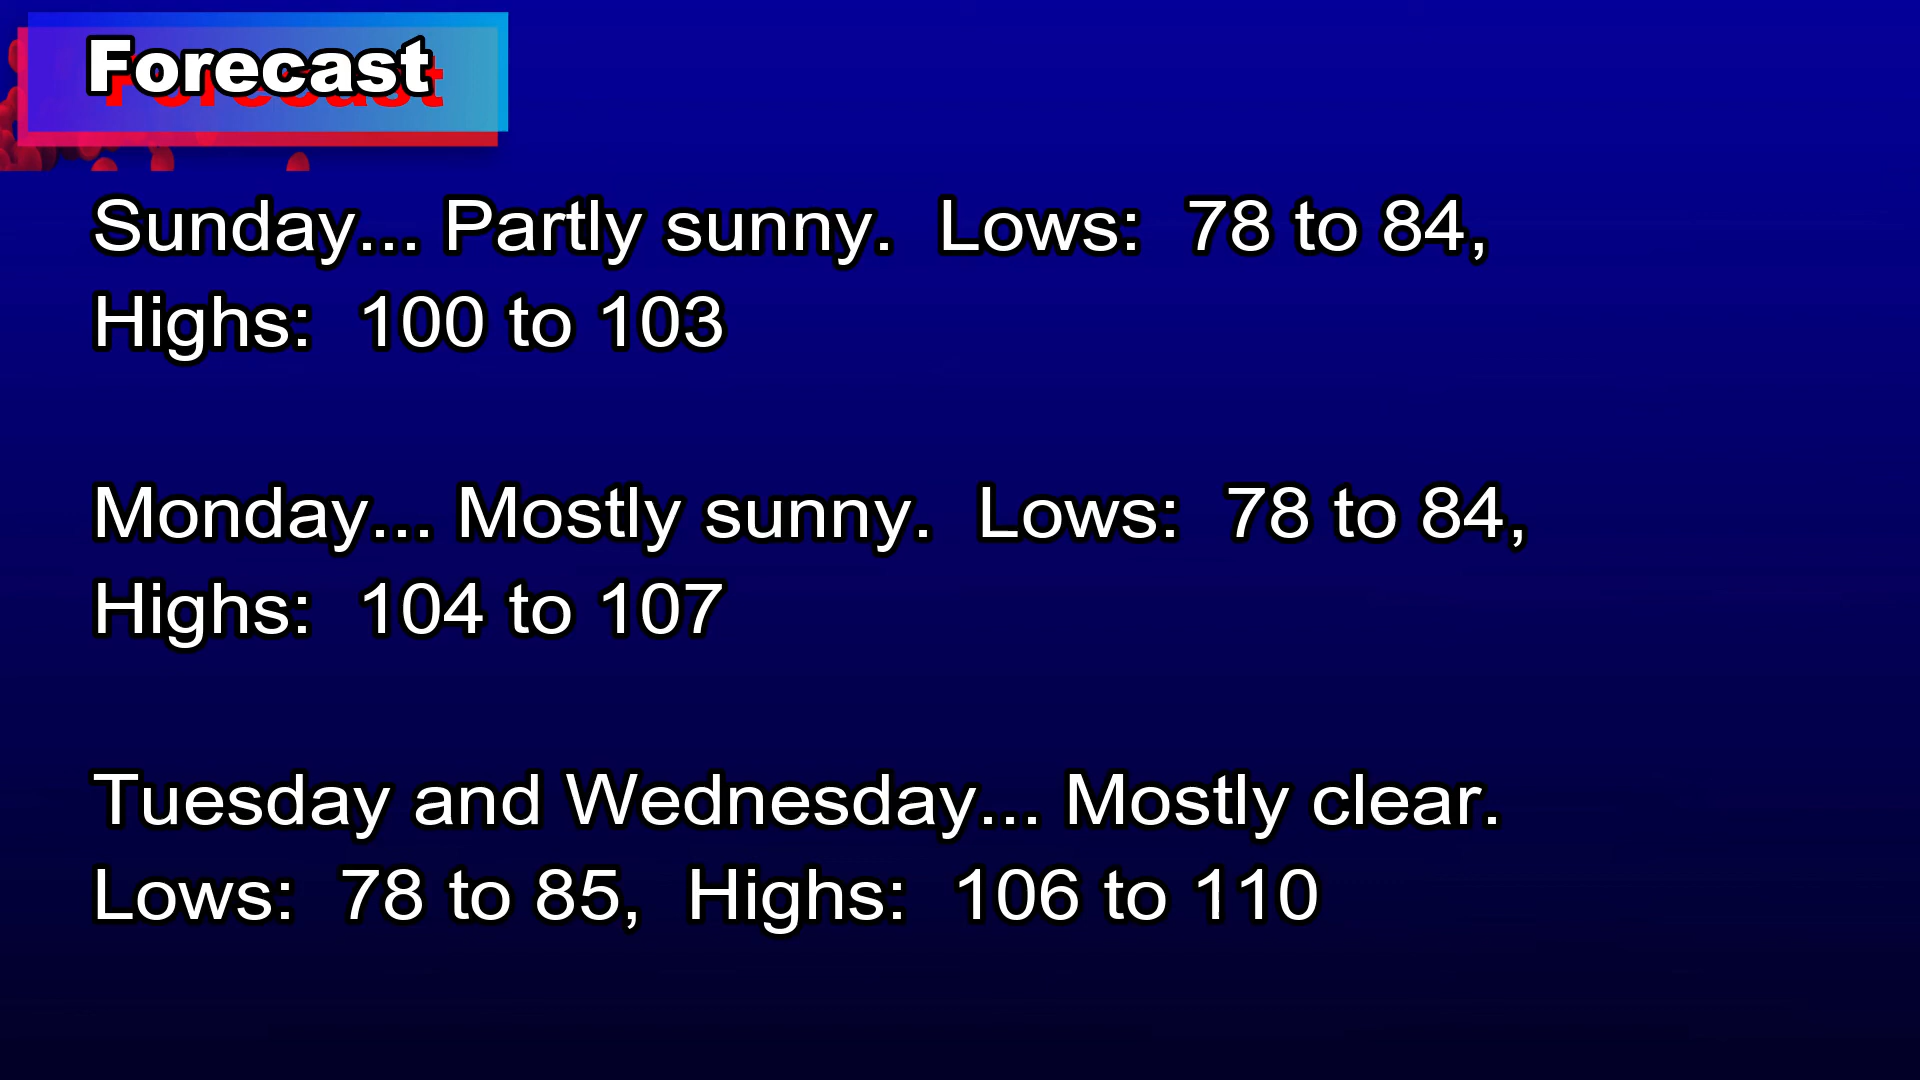 Forecast
Sunday... Partly sunny.  Lows:  78 to 84,
Highs:  100 to 103
Monday... Mostly sunny.  Lows:  78 to 84,
Highs:  104 to 107
Tuesday and Wednesday... Mostly clear.
Lows:  78 to 85,  Highs:  106 to 110